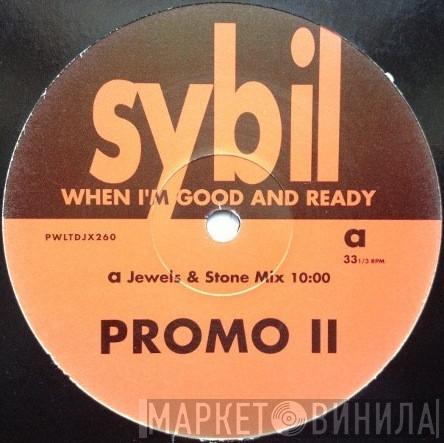 sybil
WHEN I'M GOOD AND READY
PWLTDJX260
a
33 1/3 RPM
a Jewels & Stone Mix 10:00
PROMO II
МАРКЕТ ВИНИЛА